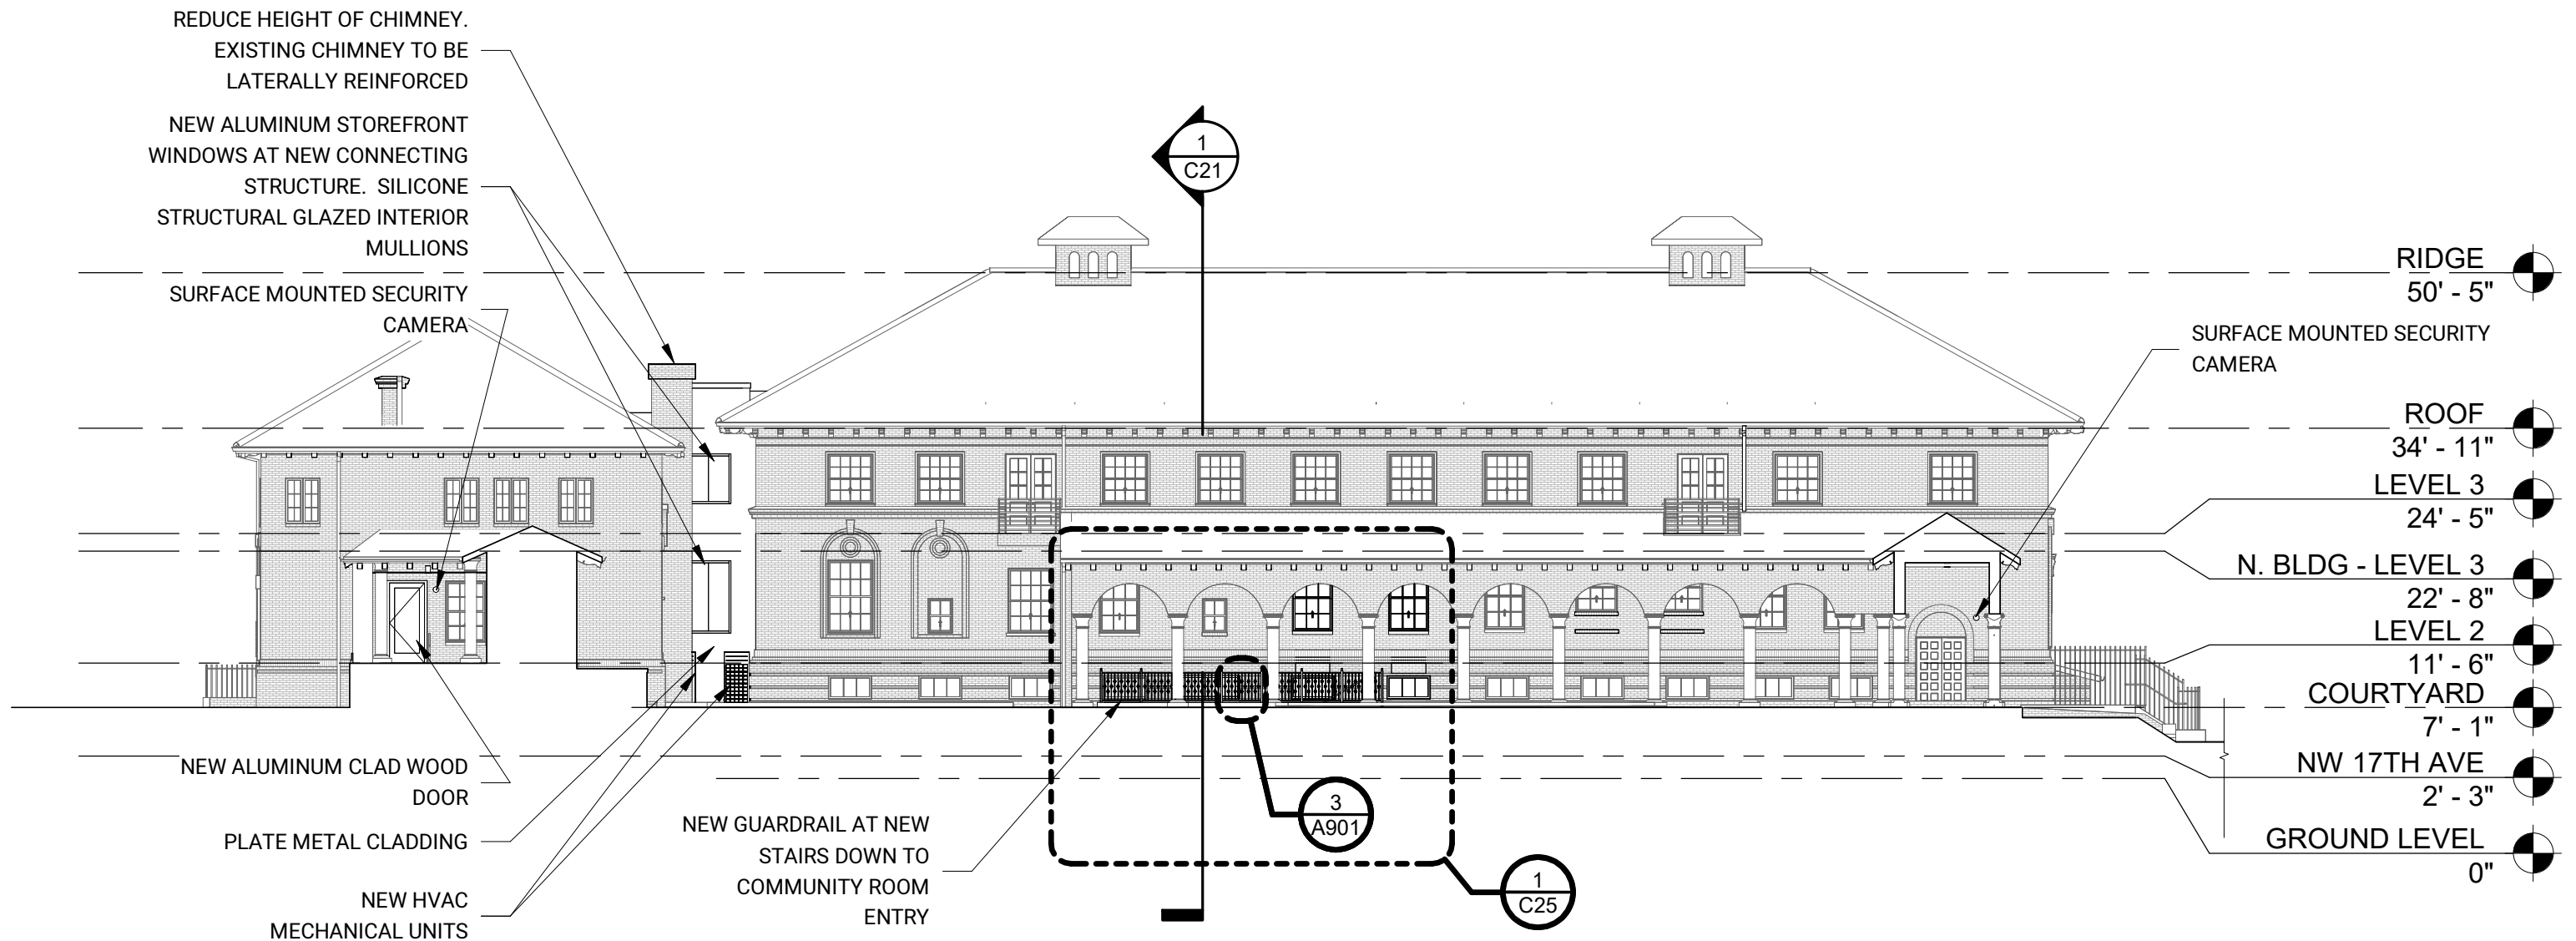 REDUCE HEIGHT OF CHIMNEY.
EXISTING CHIMNEY TO BE
LATERALLY REINFORCED
NEW ALUMINUM STOREFRONT
WINDOWS AT NEW CONNECTING
STRUCTURE.  SILICONE
STRUCTURAL GLAZED INTERIOR
MULLIONS
SURFACE MOUNTED SECURITY
CAMERA
1
C21
RIDGE
50' - 5"
SURFACE MOUNTED SECURITY
CAMERA
ROOF
34' - 11"
LEVEL 3
24' - 5"
N. BLDG - LEVEL 3
22' - 8"
LEVEL 2
11' - 6"
COURTYARD
7' - 1"
NW 17TH AVE
2' - 3"
GROUND LEVEL
0"
NEW ALUMINUM CLAD WOOD
DOOR
PLATE METAL CLADDING
NEW HVAC
MECHANICAL UNITS
NEW GUARDRAIL AT NEW
STAIRS DOWN TO
COMMUNITY ROOM
ENTRY
3
A901
1
C25